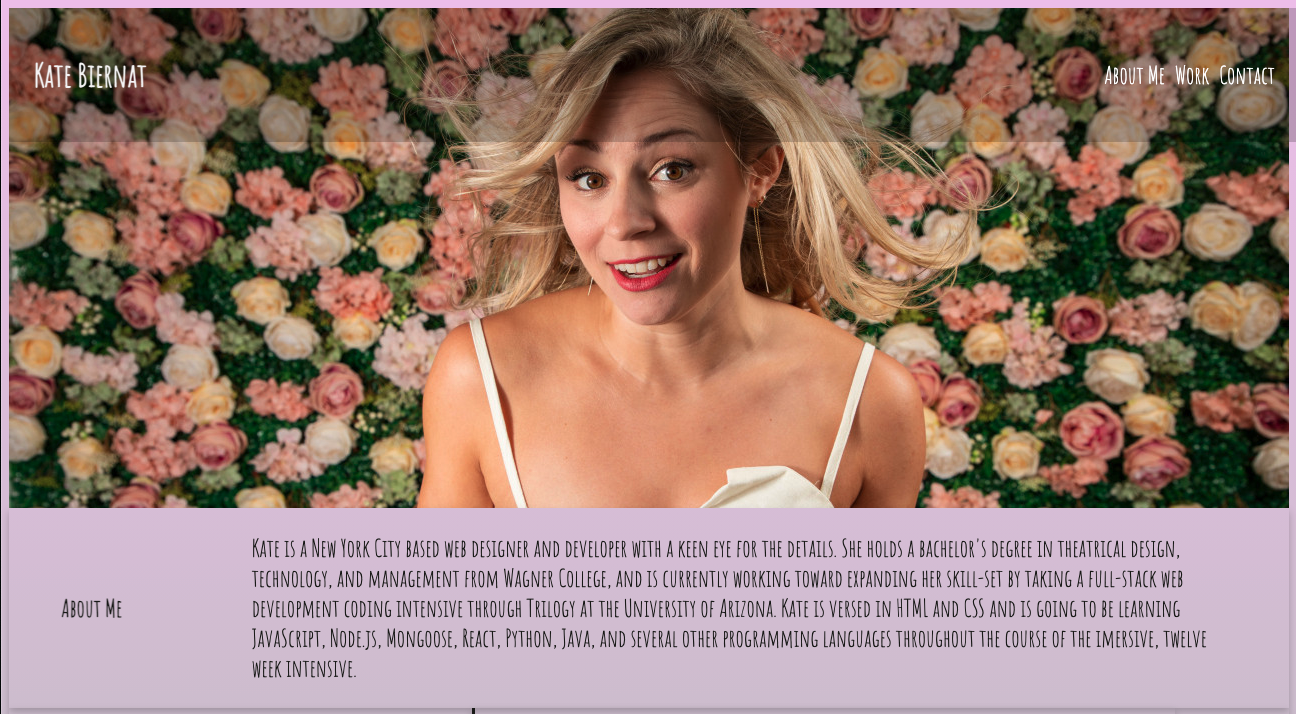 Kate Biernat
About Me Work Contact
About Me
Kate is a New York City based web designer and developer with a keen eye for the details. She holds a bachelor's degree in theatrical design,
technology, and management from Wagner College, and is currently working toward expanding her skill-set by taking a full-stack web
development coding intensive through Trilogy at the University of Arizona. Kate is versed in HTML and CSS and is going to be learning
JavaScript, Node.js, Mongoose, React, Python, Java, and several other programming languages throughout the course of the imersive, twelve
week intensive.